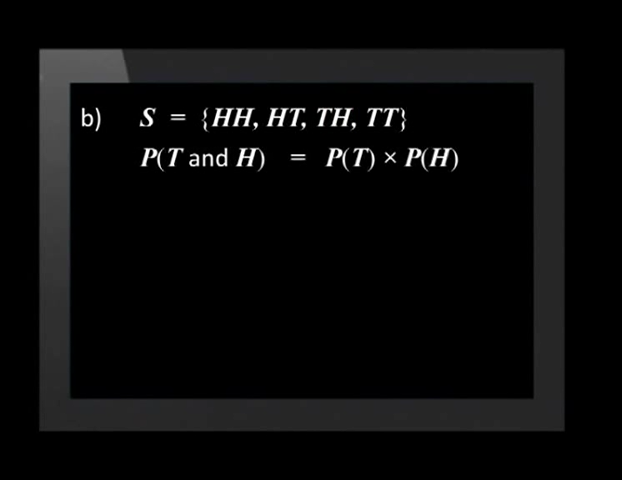 b) S = {HH, HT, TH, TT}
P(T and H) = P(T) × P(H)